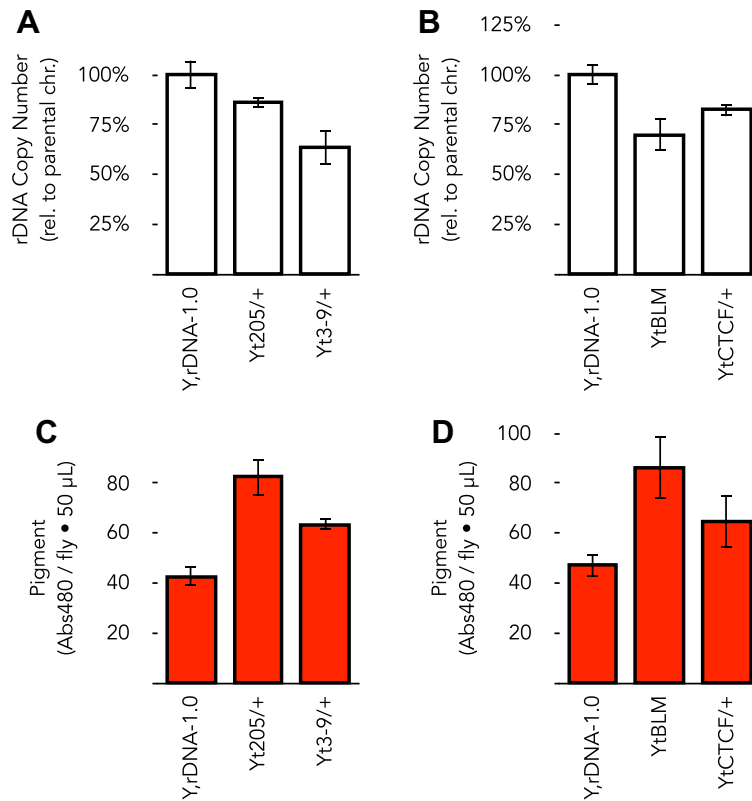 A
rDNA Copy Number
(rel. to parental chr.)
100%
75%
50%
25%
Y,rDNA-1.0
Yt205/+
Yt3-9/+
B
rDNA Copy Number
(rel. to parental chr.)
125%
100%
75%
50%
25%
Y,rDNA-1.0
YtBLM
YtCTCF/+
C
Pigment
(Abs480 / fly • 50 µL)
80
60
40
20
Y,rDNA-1.0
Yt205/+
Yt3-9/+
D
Pigment
(Abs480 / fly • 50 µL)
100
80
60
40
20
Y,rDNA-1.0
YtBLM
YtCTCF/+